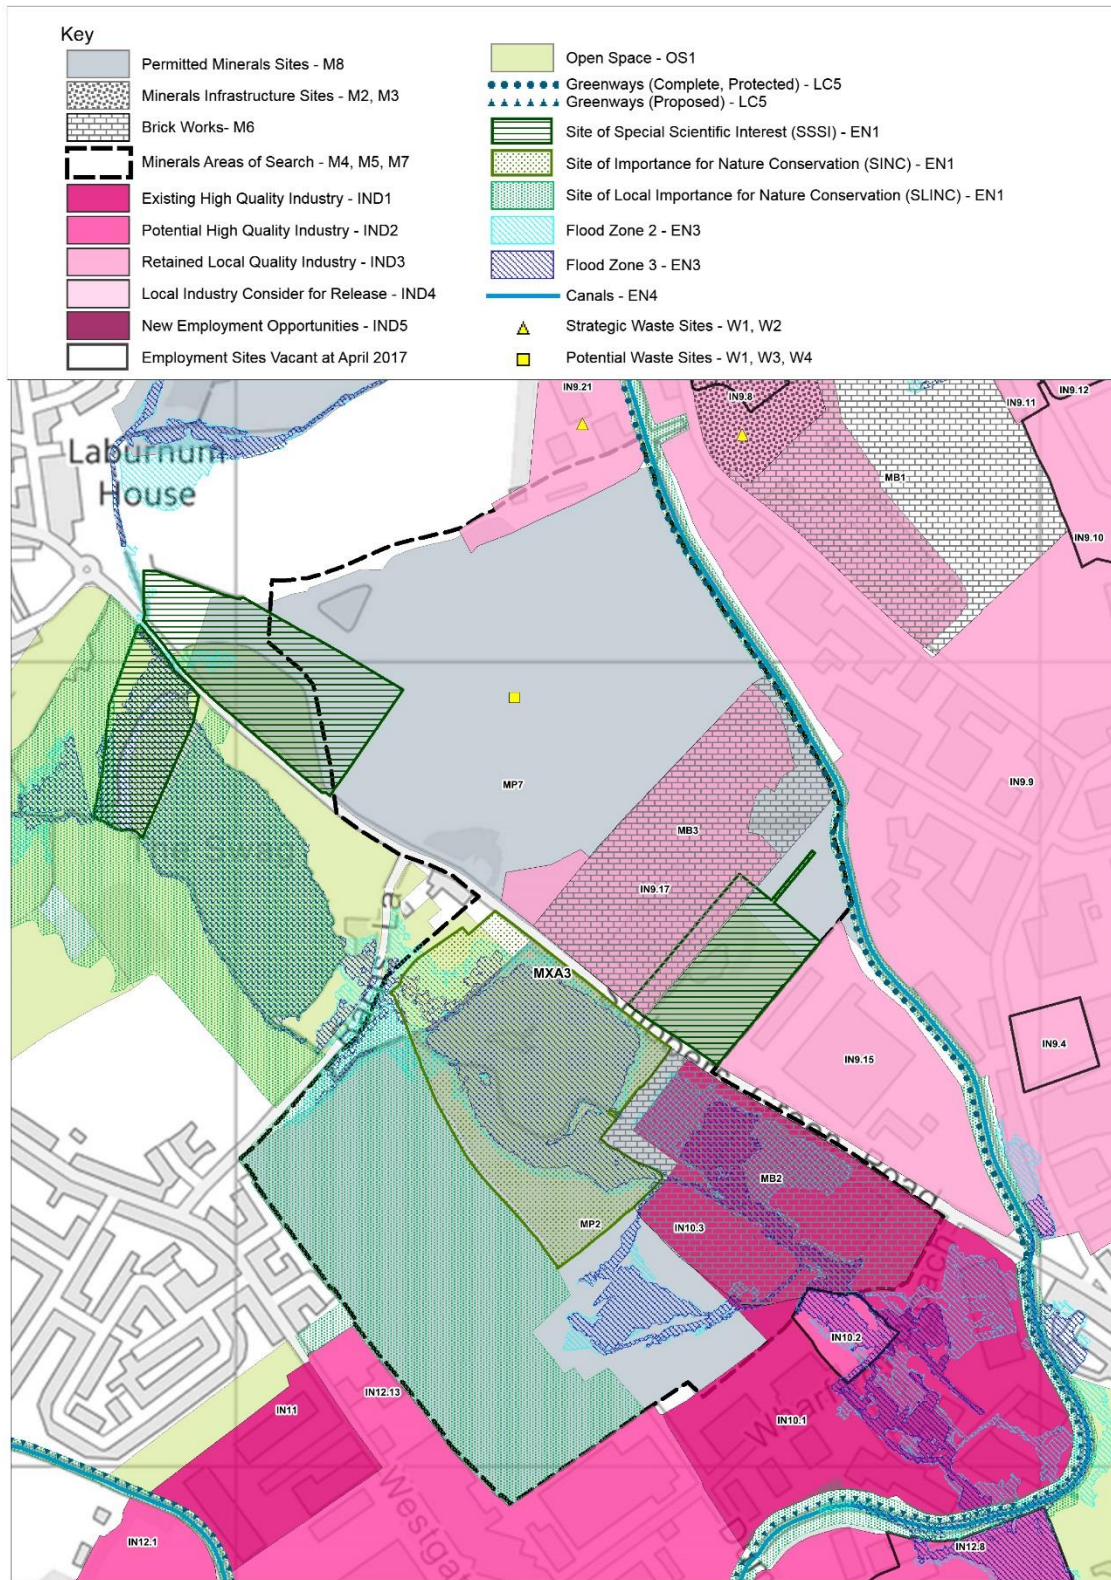 Key
Permitted Minerals Sites - M8
Minerals Infrastructure Sites - M2, M3
Brick Works- M6
Minerals Areas of Search - M4, M5, M7
Existing High Quality Industry - IND1
Potential High Quality Industry - IND2
Retained Local Quality Industry - IND3
Local Industry Consider for Release - IND4
New Employment Opportunities - IND5
Employment Sites Vacant at April 2017
Open Space - OS1
Greenways (Complete, Protected) - LC5
Greenways (Proposed) - LC5
Site of Special Scientific Interest (SSSI) - EN1
Site of Importance for Nature Conservation (SINC) - EN1
Site of Local Importance for Nature Conservation (SLINC) - EN1
Flood Zone 2 - EN3
Flood Zone 3 - EN3
Canals - EN4
Strategic Waste Sites - W1, W2
Potential Waste Sites - W1, W3, W4
IN9.21
IN9.8
IN9.11
IN9.12
Laburnum
House
MB1
IN9.10
MP7
IN9.9
MB3
IN9.17
MXA3
IN9.15
IN9.4
MB2
MP2
IN10.3
Road
IN10.2
IN12.13
IN11
IN10.1
Westgat
IN12.1
IN12.8